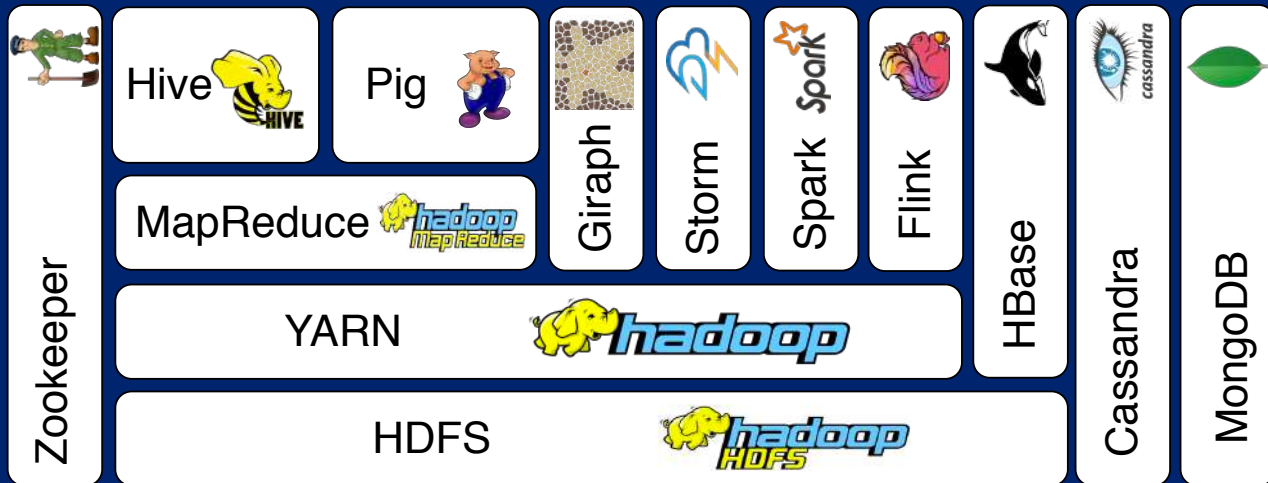 Zookeeper
Hive
HIVE
Pig
Giraph
Storm
Spark
Spark
Flink
HBase
cassandra
Cassandra
MongoDB
MapReduce
hadoop
Map Reduce
YARN
hadoop
HDFS
hadoop
HDFS